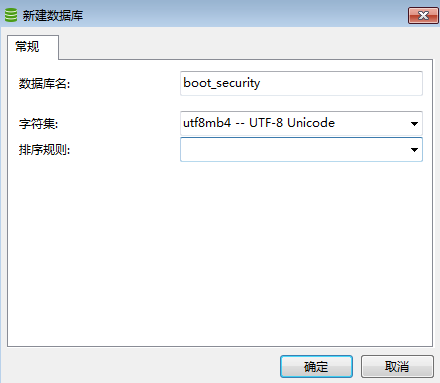 新建数据库
常规
数据库名: boot_security
字符集: utf8mb4 -- UTF-8 Unicode
排序规则:
确定 取消